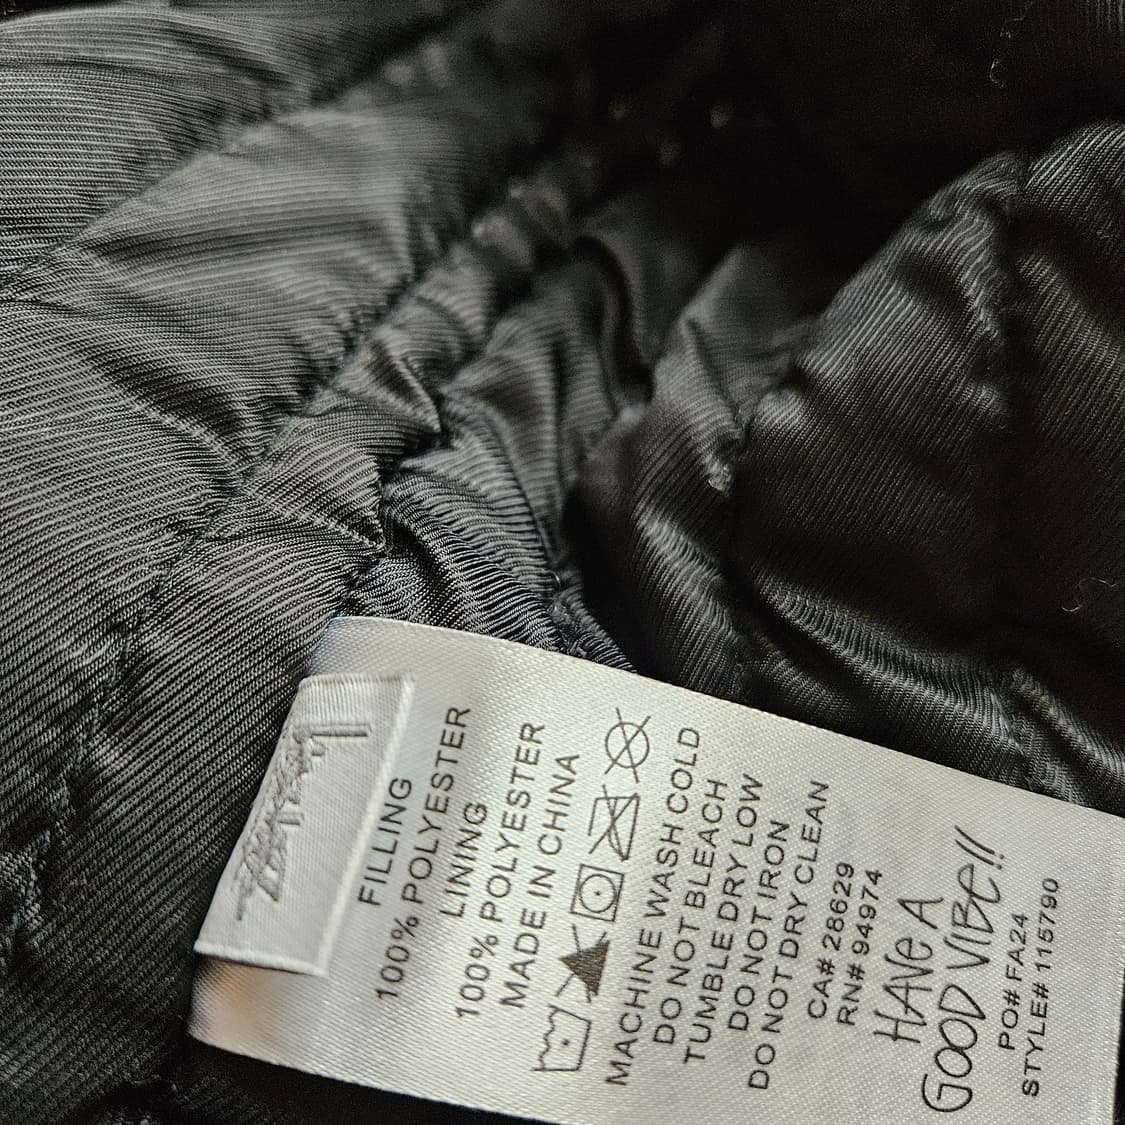 FILLING
100% POLYESTER
LINING
100% POLYESTER
MADE IN CHINA
MACHINE WASH COLD
DO NOT BLEACH
TUMBLE DRY LOW
DO NOT IRON
DO NOT DRY CLEAN
CA# 28629
RN# 94974
HAVE A
GOOD VIBE!!
PO# FA24
STYLE# 115790